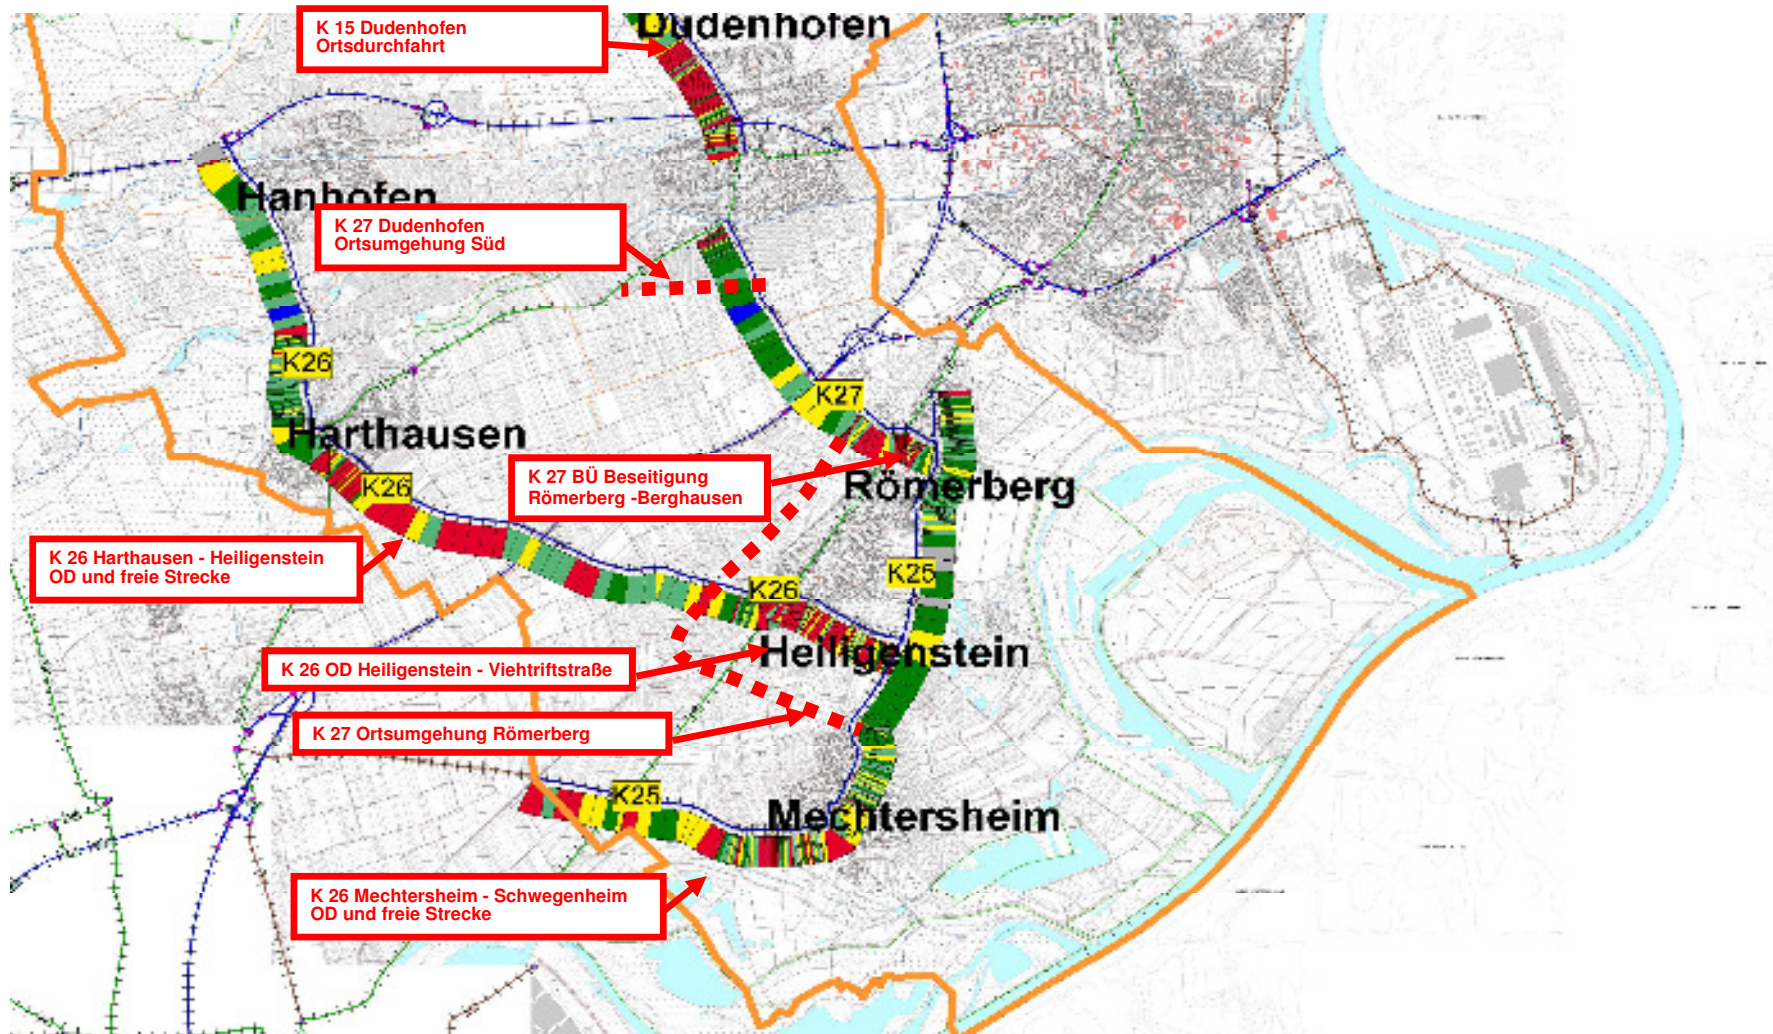 K 15 Dudenhofen
Ortsdurchfahrt
Dudenhofen
Hanhofen
K 27 Dudenhofen
Ortsumgehung Süd
K26
K27
Harthausen
K26
K 27 BÜ Beseitigung
Römerberg -Berghausen
Römerberg
K 26 Harthausen - Heiligenstein
OD und freie Strecke
K25
K26
Heiligenstein
K 26 OD Heiligenstein - Viehtriftstraße
K 27 Ortsumgehung Römerberg
K25
Mechtersheim
K 26 Mechtersheim - Schwegenheim
OD und freie Strecke